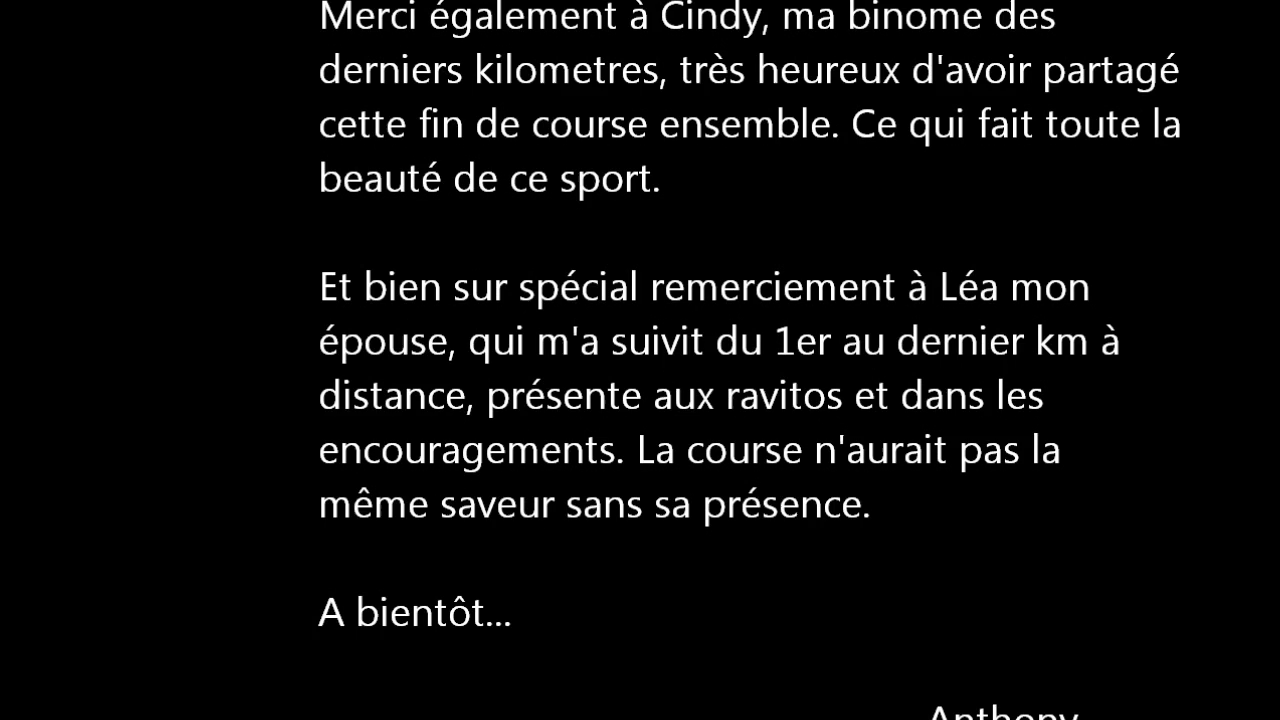 Merci également à Cindy, ma binome des
derniers kilometres, très heureux d'avoir partagé
cette fin de course ensemble. Ce qui fait toute la
beauté de ce sport.
Et bien sur spécial remerciement à Léa mon
épouse, qui m'a suivit du 1er au dernier km à
distance, présente aux ravitos et dans les
encouragements. La course n'aurait pas la
même saveur sans sa présence.
A bientôt...
Anthony